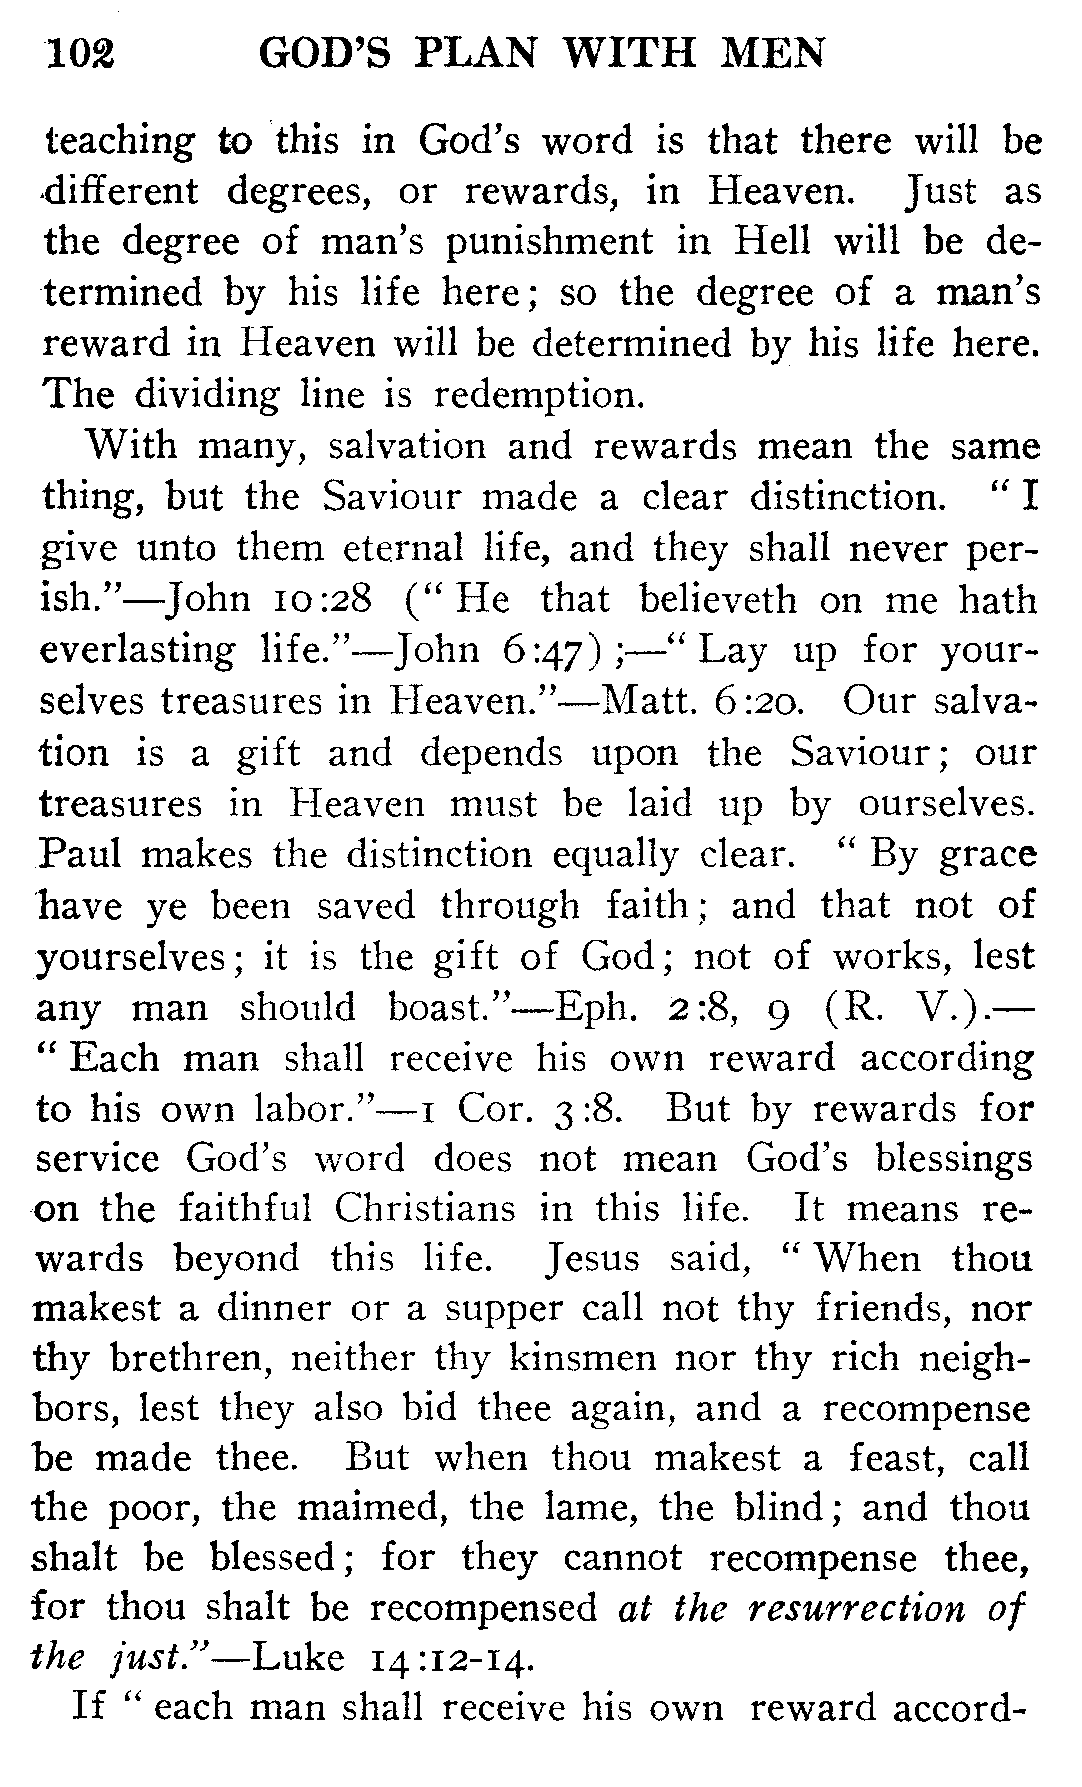 102 GOD'S PLAN WITH MEN
teaching to this in God's word is that there will be
different degrees, or rewards, in Heaven. Just as
the degree of man's punishment in Hell will be de-
termined by his life here; so the degree of a man's
reward in Heaven will be determined by his life here.
The dividing line is redemption.
With many, salvation and rewards mean the same
thing, but the Saviour made a clear distinction. " I
give unto them eternal life, and they shall never per-
ish."—John 10:28 (" He that believeth on me hath
everlasting life."—John 6:47) ;—" Lay up for your-
selves treasures in Heaven."—Matt. 6:20. Our salva-
tion is a gift and depends upon the Saviour; our
treasures in Heaven must be laid up by ourselves.
Paul makes the distinction equally clear. " By grace
have ye been saved through faith; and that not of
yourselves; it is the gift of God; not of works, lest
any man should boast."—Eph. 2:8, 9 (R. V.).—
" Each man shall receive his own reward according
to his own labor."—1 Cor. 3:8. But by rewards for
service God's word does not mean God's blessings
on the faithful Christians in this life. It means re-
wards beyond this life. Jesus said, " When thou
makest a dinner or a supper call not thy friends, nor
thy brethren, neither thy kinsmen nor thy rich neigh-
bors, lest they also bid thee again, and a recompense
be made thee. But when thou makest a feast, call
the poor, the maimed, the lame, the blind; and thou
shalt be blessed; for they cannot recompense thee,
for thou shalt be recompensed at the resurrection of
the just."—Luke 14:12-14.
If " each man shall receive his own reward accord-